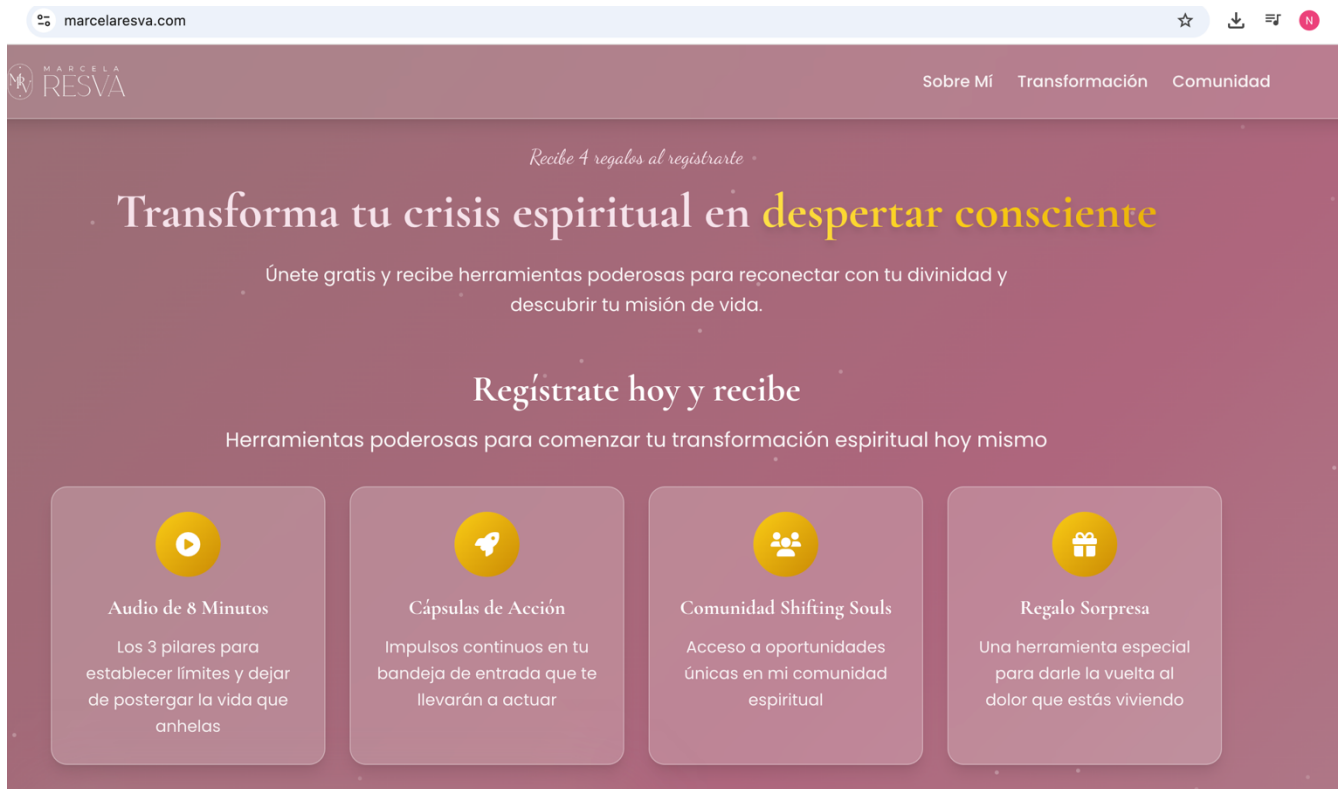 marcelaresva.com
N
MRV
MARCELA
RESVA
Sobre Mí Transformación Comunidad
Recibe 4 regalos al registrarte
Transforma tu crisis espiritual en despertar consciente
Únete gratis y recibe herramientas poderosas para reconectar con tu divinidad y
descubrir tu misión de vida.
Regístrate hoy y recibe
Herramientas poderosas para comenzar tu transformación espiritual hoy mismo
Audio de 8 Minutos
Los 3 pilares para
establecer límites y dejar
de postergar la vida que
anhelas
Cápsulas de Acción
Impulsos continuos en tu
bandeja de entrada que te
llevarán a actuar
Comunidad Shifting Souls
Acceso a oportunidades
únicas en mi comunidad
espiritual
Regalo Sorpresa
Una herramienta especial
para darle la vuelta al
dolor que estás viviendo